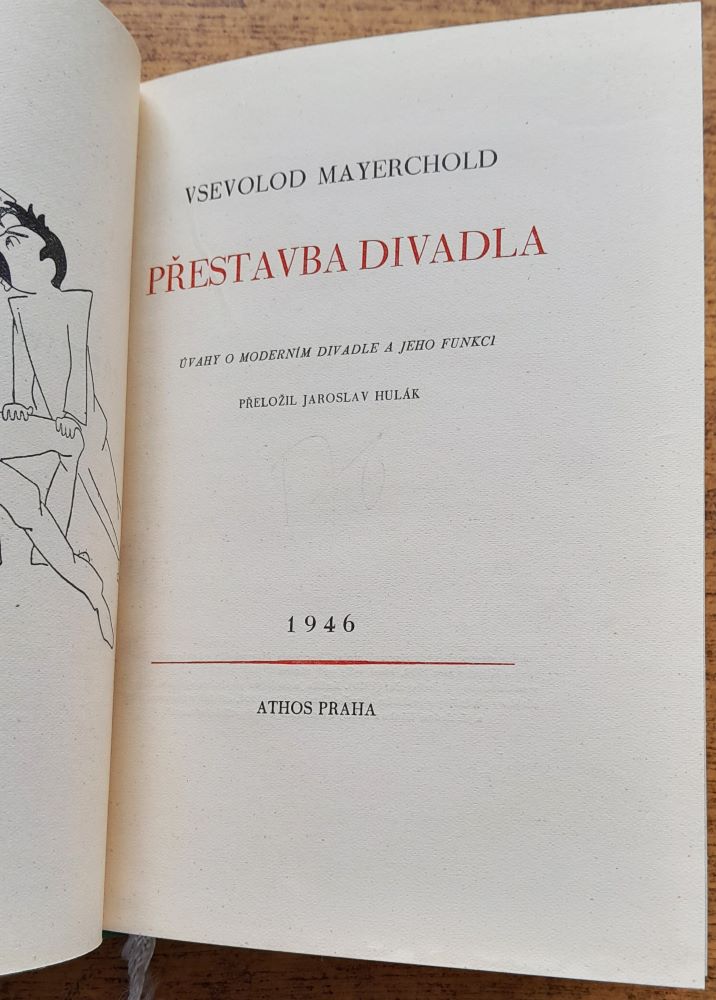 VSEVOLOD MAYERCHOLD
PŘESTAVBA DIVADLA
ÚVAHY O MODERNÍM DIVADLE A JEHO FUNKCI
PŘELOŽIL JAROSLAV HULÁK
1946
ATHOS PRAHA